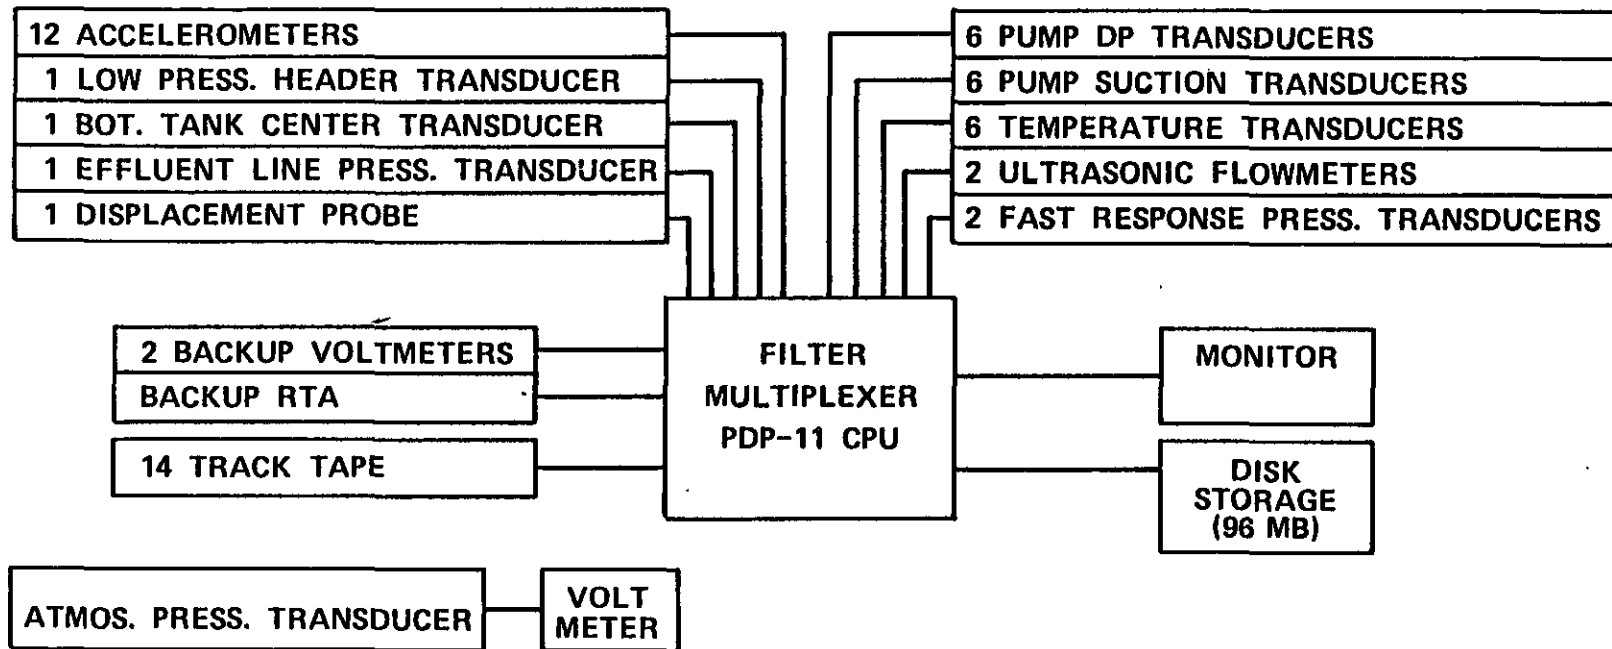 12 ACCELEROMETERS
1 LOW PRESS. HEADER TRANSDUCER
1 BOT. TANK CENTER TRANSDUCER
1 EFFLUENT LINE PRESS. TRANSDUCER
1 DISPLACEMENT PROBE
6 PUMP DP TRANSDUCERS
6 PUMP SUCTION TRANSDUCERS
6 TEMPERATURE TRANSDUCERS
2 ULTRASONIC FLOWMETERS
2 FAST RESPONSE PRESS. TRANSDUCERS
2 BACKUP VOLTMETERS
BACKUP RTA
14 TRACK TAPE
FILTER
MULTIPLEXER
PDP-11 CPU
MONITOR
DISK
STORAGE
(96 MB)
ATMOS. PRESS. TRANSDUCER
VOLT
METER